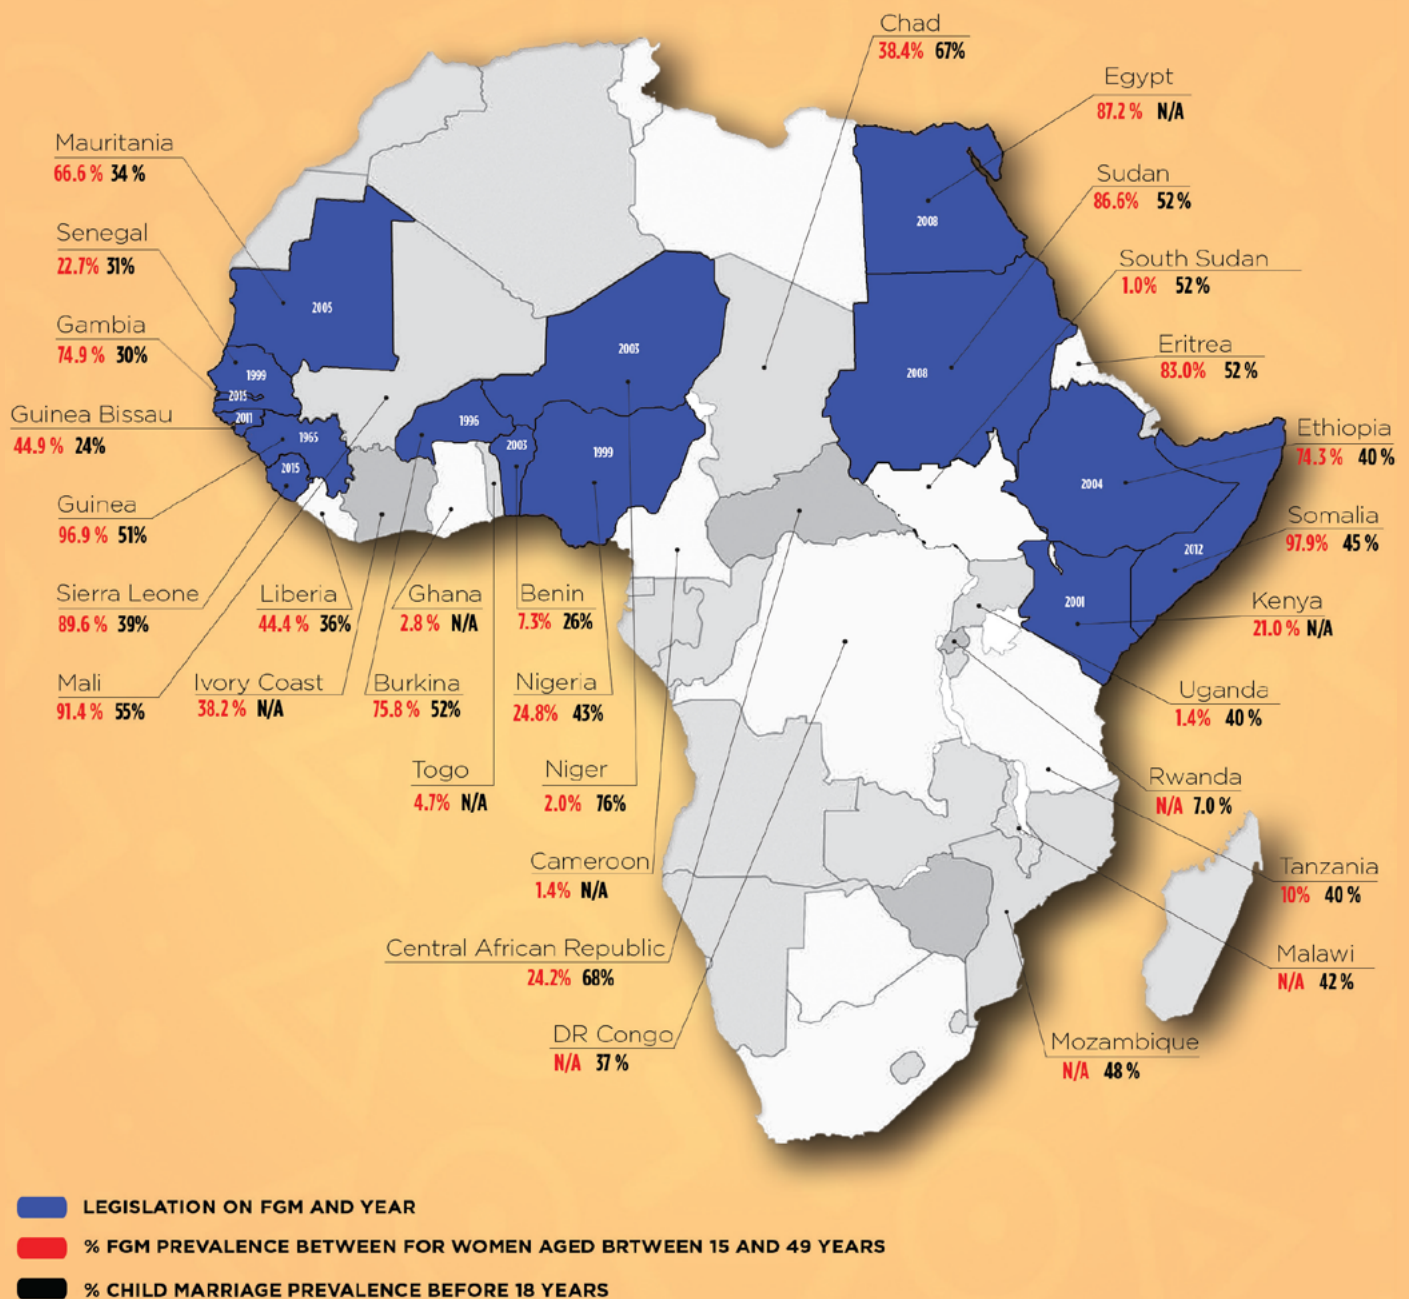 Chad
38.4% 67%
Egypt
87.2 % N/A
Mauritania
66.6 % 34 %
Sudan
86.6% 52 %
Senegal
22.7% 31%
South Sudan
1.0% 52 %
Gambia
74.9 % 30%
Eritrea
83.0% 52 %
Guinea Bissau
44.9 % 24%
Ethiopia
74.3 % 40 %
Guinea
96.9 % 51%
Somalia
97.9% 45 %
Sierra Leone
89.6 % 39%
Liberia
44.4 % 36%
Ghana
2.8 % N/A
Benin
7.3% 26%
Kenya
21.0 % N/A
Mali
91.4 % 55%
Ivory Coast
38.2 % N/A
Burkina
75.8 % 52%
Nigeria
24.8% 43%
Uganda
1.4% 40 %
Togo
4.7% N/A
Niger
2.0% 76%
Rwanda
N/A 7.0 %
Cameroon
1.4% N/A
Tanzania
10% 40 %
Central African Republic
24.2% 68%
Malawi
N/A 42 %
DR Congo
N/A 37 %
Mozambique
N/A 48 %
2008
2005
2003
2008
1999
2015
2011
1965
2015
1996
2003
1999
2004
2012
2001
LEGISLATION ON FGM AND YEAR
% FGM PREVALENCE BETWEEN FOR WOMEN AGED BRTWEEN 15 AND 49 YEARS
% CHILD MARRIAGE PREVALENCE BEFORE 18 YEARS